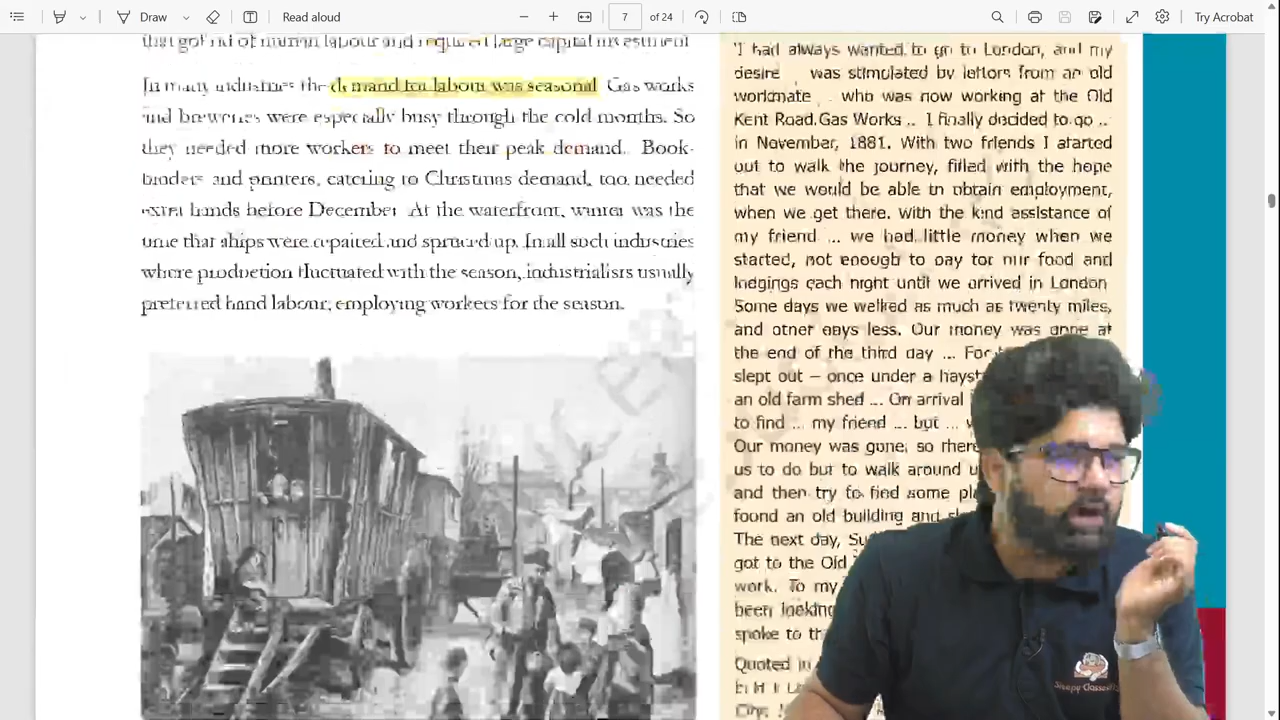 Draw
Read aloud
7
of 24
Try Acrobat
that got rid of human labour and required large capital investment
In many industries the demand for labour was seasonal Gas works
and breweries were especially busy through the cold months. So
they needed more workers to meet their peak demand. Book-
binders and printers, catering to Christmas demand, too needed
extra hands before December At the waterfront, winter was the
time that ships were repaired and spruced up. In all such industries
where production fluctuated with the season, industrialists usually
preferred hand labour, employing workers for the season.
'I had always wanted to go to London, and my
desire was stimulated by letters from an old
workmate who was now working at the Old
Kent Road Gas Works .. I finally decided to go ..
in November, 1881. With two friends I started
out to walk the journey, filled with the hope
that we would be able to obtain employment,
when we get there. With the kind assistance of
my friend ... we had little money when we
started, not enough to pay for our food and
lodgings each night until we arrived in London
Some days we walked as much as twenty miles,
and other days less. Our money was gone at
the end of the third day ... For
slept out – once under a
an old farm shed ... On arrival
to find ... my friend ... but ...
Our money was gone, so there
us to do but to walk around
and then try to find some
found an old building and
The next day,
got to the Old
work. To my
been looking
spoke to
Quoted in